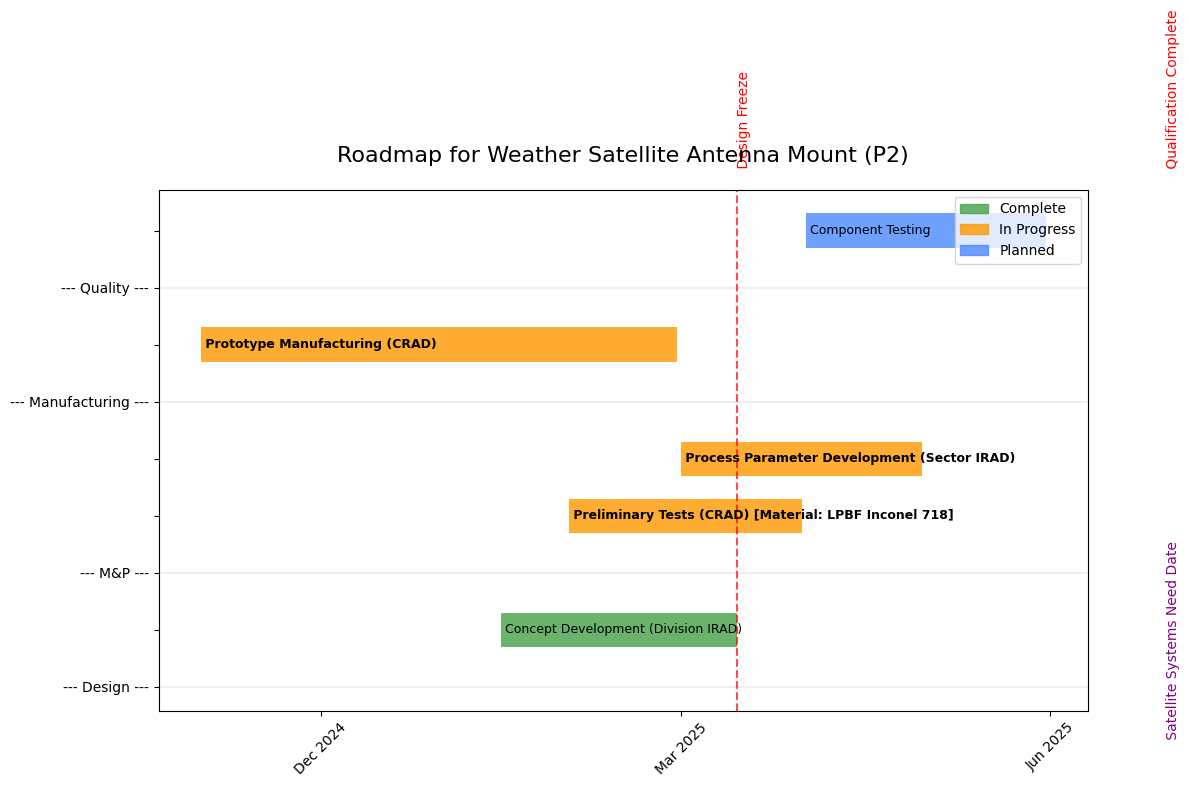 Qualification Complete
Design Freeze
Roadmap for Weather Satellite Antenna Mount (P2)
Complete
In Progress
Planned
Component Testing
--- Quality ---
Prototype Manufacturing (CRAD)
--- Manufacturing ---
Process Parameter Development (Sector IRAD)
Preliminary Tests (CRAD) [Material: LPBF Inconel 718]
--- M&P ---
Concept Development (Division IRAD)
--- Design ---
Satellite Systems Need Date
Dec 2024
Mar 2025
Jun 2025